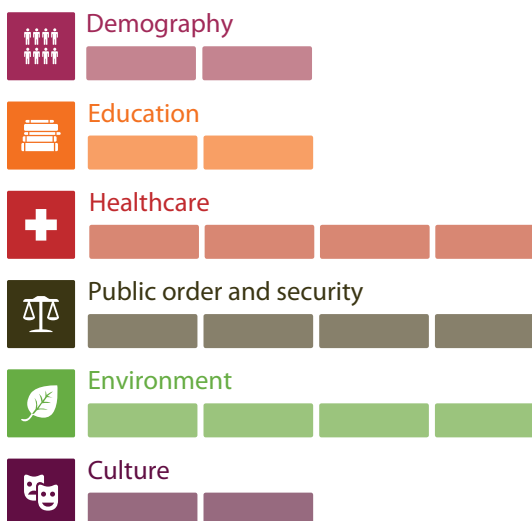 Demography
Education
Healthcare
Public order and security
Environment
Culture